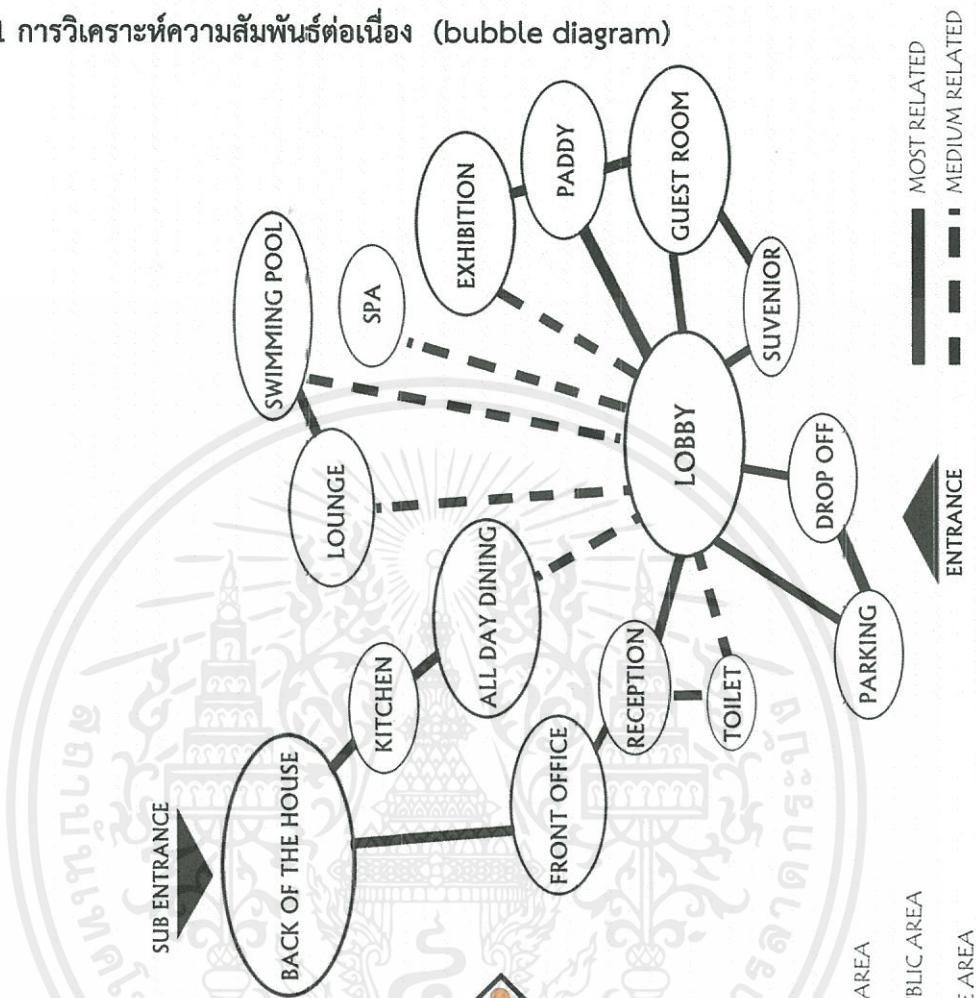 1 การวิเคราะห์ความสัมพันธ์ต่อเนื่อง (bubble diagram)
SUB ENTRANCE
BACK OF THE HOUSE
KITCHEN
ALL DAY DINING
LOUNGE
SWIMMING POOL
SPA
EXHIBITION
PADDY
GUEST ROOM
SUVENIOR
LOBBY
DROP OFF
PARKING
ENTRANCE
FRONT OFFICE
RECEPTION
TOILET
MOST RELATED
MEDIUM RELATED
AREA
AREA
AREA